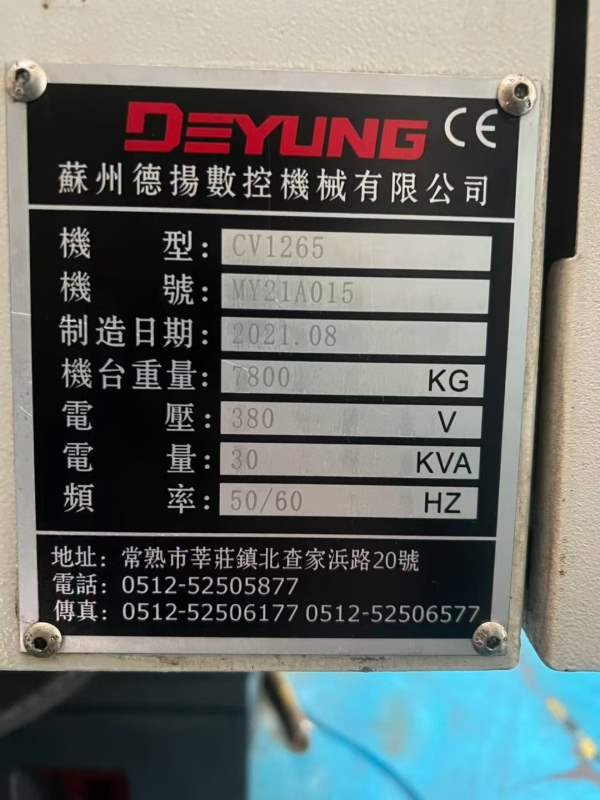 DEYUNG CE
蘇州德揚數控機械有限公司
機型：CV1265
機號：MY21A015
制造日期：2021.08
機台重量：7800 KG
電壓：380 V
電量：30 KVA
頻率：50/60 HZ
地址：常熟市莘莊鎮北查家浜路20號
電話：0512-52505877
傳真：0512-52506177 0512-52506577